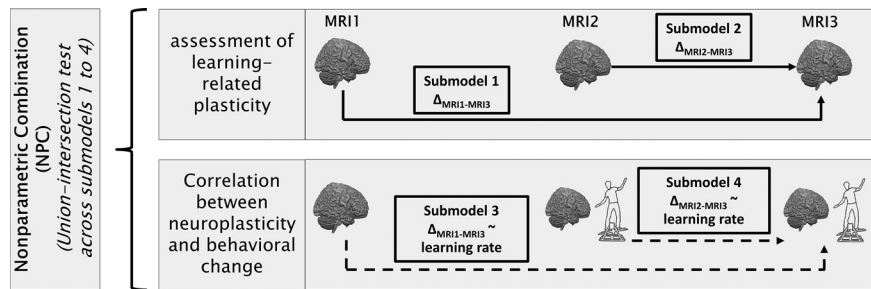 Nonparametric Combination
(NPC)
(Union-intersection test
across submodels 1 to 4)
assessment of
learning-
related
plasticity
MRI1
MRI2
MRI3
Submodel 1
ΔMRI1-MRI3
Submodel 2
ΔMRI2-MRI3
Correlation
between
neuroplasticity
and behavioral
change
Submodel 3
ΔMRI1-MRI3 ~
learning rate
Submodel 4
ΔMRI2-MRI3 ~
learning rate